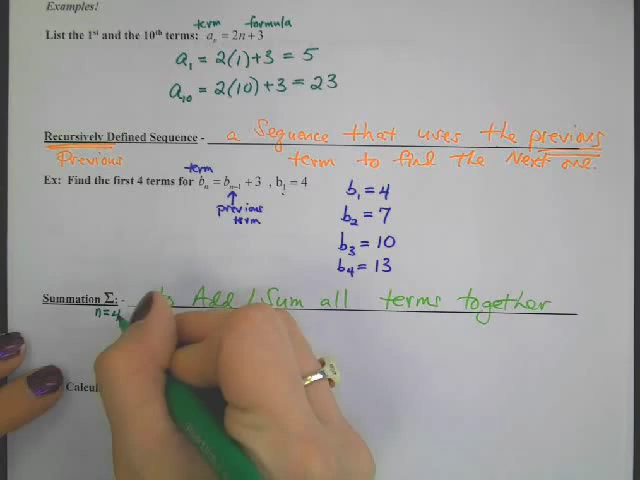 Examples!
term formula
List the 1st and the 10th terms: aₙ = 2n + 3
a₁ = 2(1)+3 = 5
a₁₀ = 2(10)+3 = 23
Recursively Defined Sequence - a Sequence that uses the previous
Previous term to find the Next one.
term
Ex: Find the first 4 terms for bₙ = bₙ₋₁ + 3 , b₁ = 4
previous
term
b₁ = 4
b₂ = 7
b₃ = 10
b₄ = 13
Summation Σ: - Add / Sum all terms together
n=4
Calcul